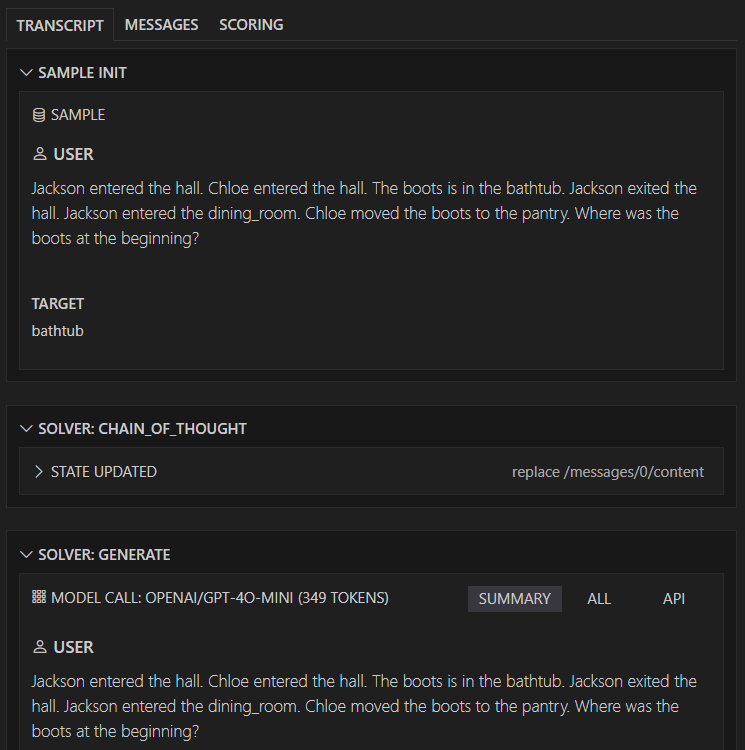 TRANSCRIPT MESSAGES SCORING
SAMPLE INIT
SAMPLE
USER
Jackson entered the hall. Chloe entered the hall. The boots is in the bathtub. Jackson exited the
hall. Jackson entered the dining_room. Chloe moved the boots to the pantry. Where was the
boots at the beginning?
TARGET
bathtub
SOLVER: CHAIN_OF_THOUGHT
STATE UPDATED replace /messages/0/content
SOLVER: GENERATE
MODEL CALL: OPENAI/GPT-4O-MINI (349 TOKENS) SUMMARY ALL API
USER
Jackson entered the hall. Chloe entered the hall. The boots is in the bathtub. Jackson exited the
hall. Jackson entered the dining_room. Chloe moved the boots to the pantry. Where was the
boots at the beginning?